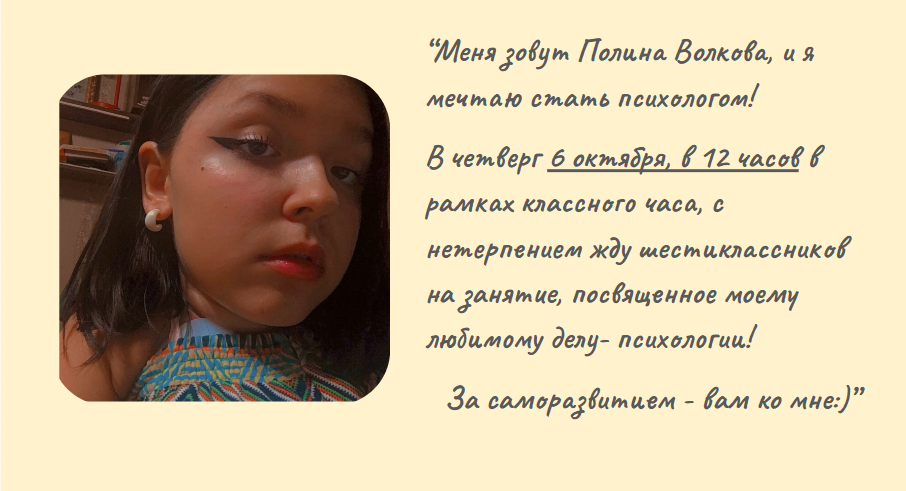 “Меня зовут Полина Волкова, и я
мечтаю стать психологом!
В четверг 6 октября, в 12 часов в
рамках классного часа, с
нетерпением жду шестиклассников
на занятие, посвященное моему
любимому делу- психологии!
За саморазвитием - вам ко мне:)”